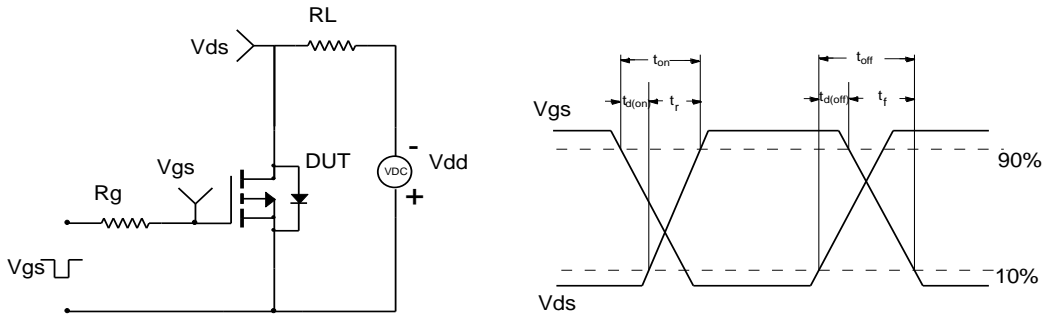 RL
Vds
-
Vdd
VDC
+
DUT
Vgs
Rg
Vgs
ton
toff
td(on)
tr
td(off)
tf
Vgs
90%
10%
Vds